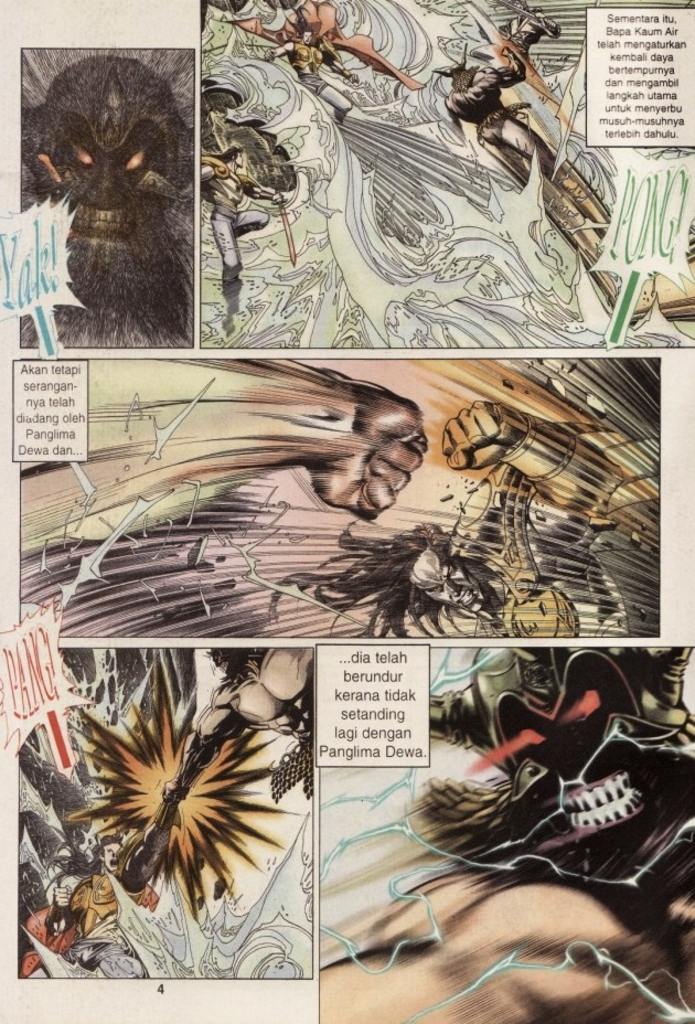 Sementara itu,
Bapa Kaum Air
telah mengaturkan
kembali daya
bertempurnya
dan mengambil
langkah utama
untuk menyerbu
musuh-musuhnya
terlebih dahulu.
Yak!
PONG!
Akan tetapi
serangan-
nya telah
diadang oleh
Panglima
Dewa dan...
PANG!
...dia telah
berundur
kerana tidak
setanding
lagi dengan
Panglima Dewa.
4